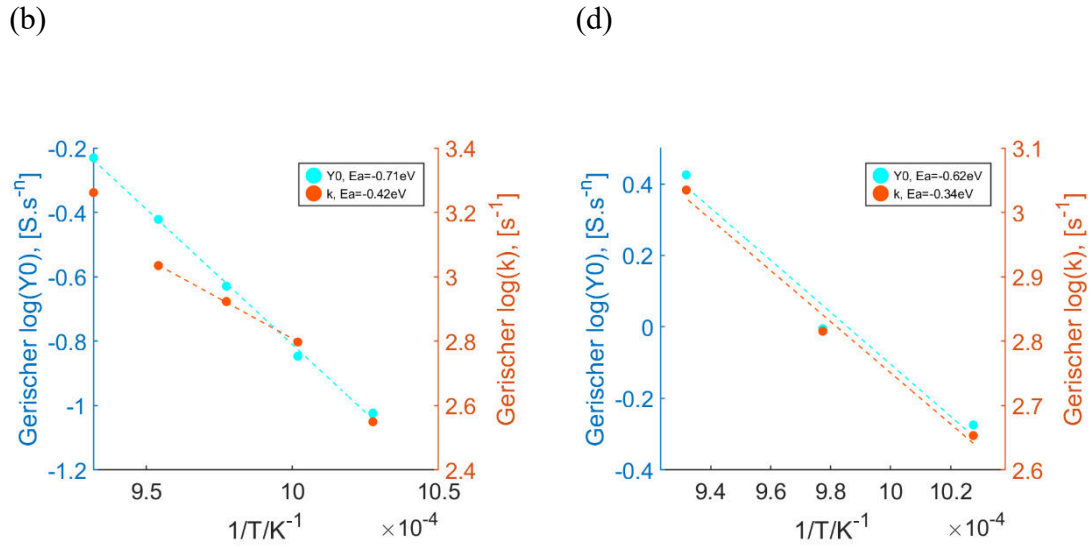 (b)
(d)
Gerischer log(Y0), [S.s⁻ⁿ]
-0.2
-0.4
-0.6
-0.8
-1
-1.2
Y0, Ea=-0.71eV
k, Ea=-0.42eV
3.4
3.2
3
2.8
2.6
2.4
Gerischer log(k), [s⁻¹]
9.5
10
10.5
1/T/K⁻¹
×10⁻⁴
Gerischer log(Y0), [S.s⁻ⁿ]
0.4
0.2
0
-0.2
-0.4
Y0, Ea=-0.62eV
k, Ea=-0.34eV
3.1
3
2.9
2.8
2.7
2.6
Gerischer log(k), [s⁻¹]
9.4
9.6
9.8
10
10.2
1/T/K⁻¹
×10⁻⁴